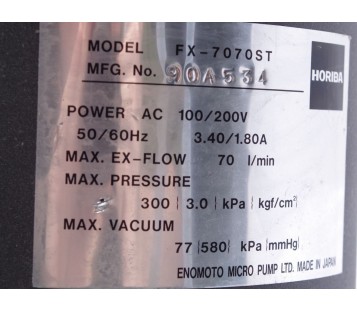 MODEL FX-7070ST
MFG. No. 90A534
HORIBA
POWER AC 100/200V
50/60Hz 3.40/1.80A
MAX. EX-FLOW 70 l/min
MAX. PRESSURE
300 | 3.0 | kPa | kgf/cm² |
MAX. VACUUM
77 | 580 | kPa | mmHg |
ENOMOTO MICRO PUMP LTD. MADE IN JAPAN